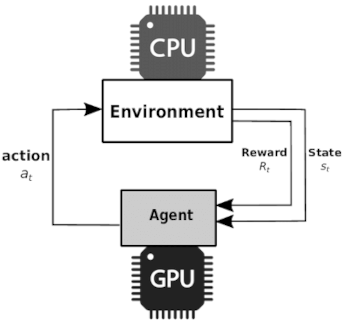 CPU
Environment
action
a_t
Reward
R_t
State
s_t
Agent
GPU